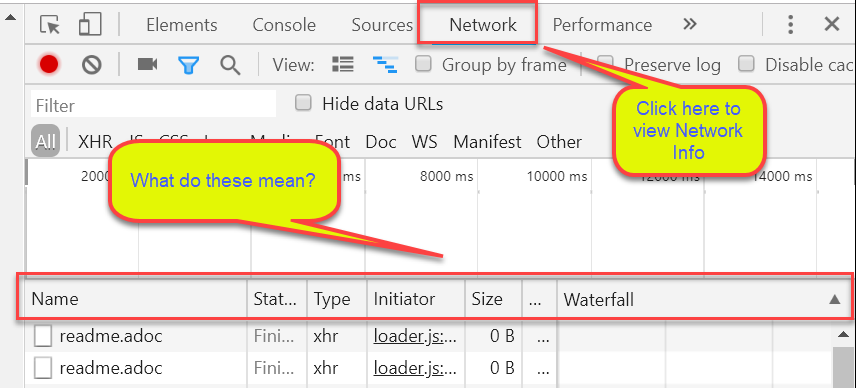 Elements Console Sources Network Performance »
View: Group by frame Preserve log Disable cac
Filter Hide data URLs
Click here to
view Network
Info
All XHR JS CSS Img Media Font Doc WS Manifest Other
What do these mean?
2000 ms 8000 ms 10000 ms 12000 ms 14000 ms
Name Stat... Type Initiator Size ... Waterfall
readme.adoc Fini... xhr loader.js:... 0 B ...
readme.adoc Fini... xhr loader.js:... 0 B ...